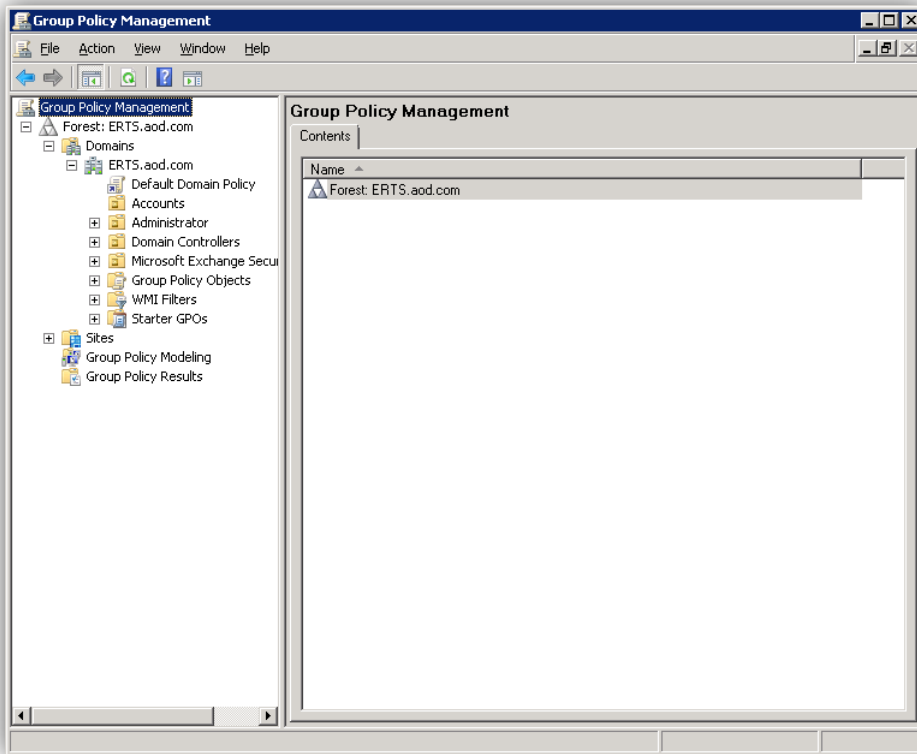 Group Policy Management
File Action View Window Help
Group Policy Management
Forest: ERTS.aod.com
Domains
ERTS.aod.com
Default Domain Policy
Accounts
Administrator
Domain Controllers
Microsoft Exchange Secu
Group Policy Objects
WMI Filters
Starter GPOs
Sites
Group Policy Modeling
Group Policy Results
Group Policy Management
Contents
Name
Forest: ERTS.aod.com